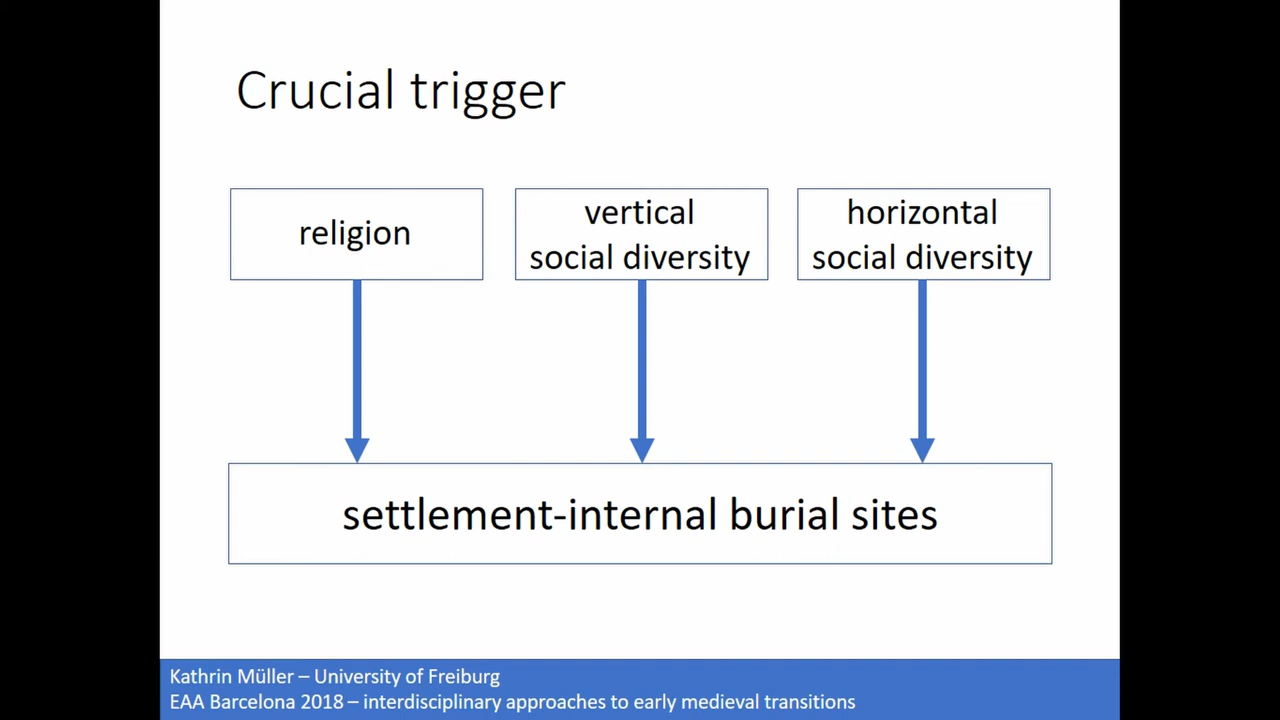 Crucial trigger
religion
vertical
social diversity
horizontal
social diversity
settlement-internal burial sites
Kathrin Müller – University of Freiburg
EAA Barcelona 2018 – interdisciplinary approaches to early medieval transitions